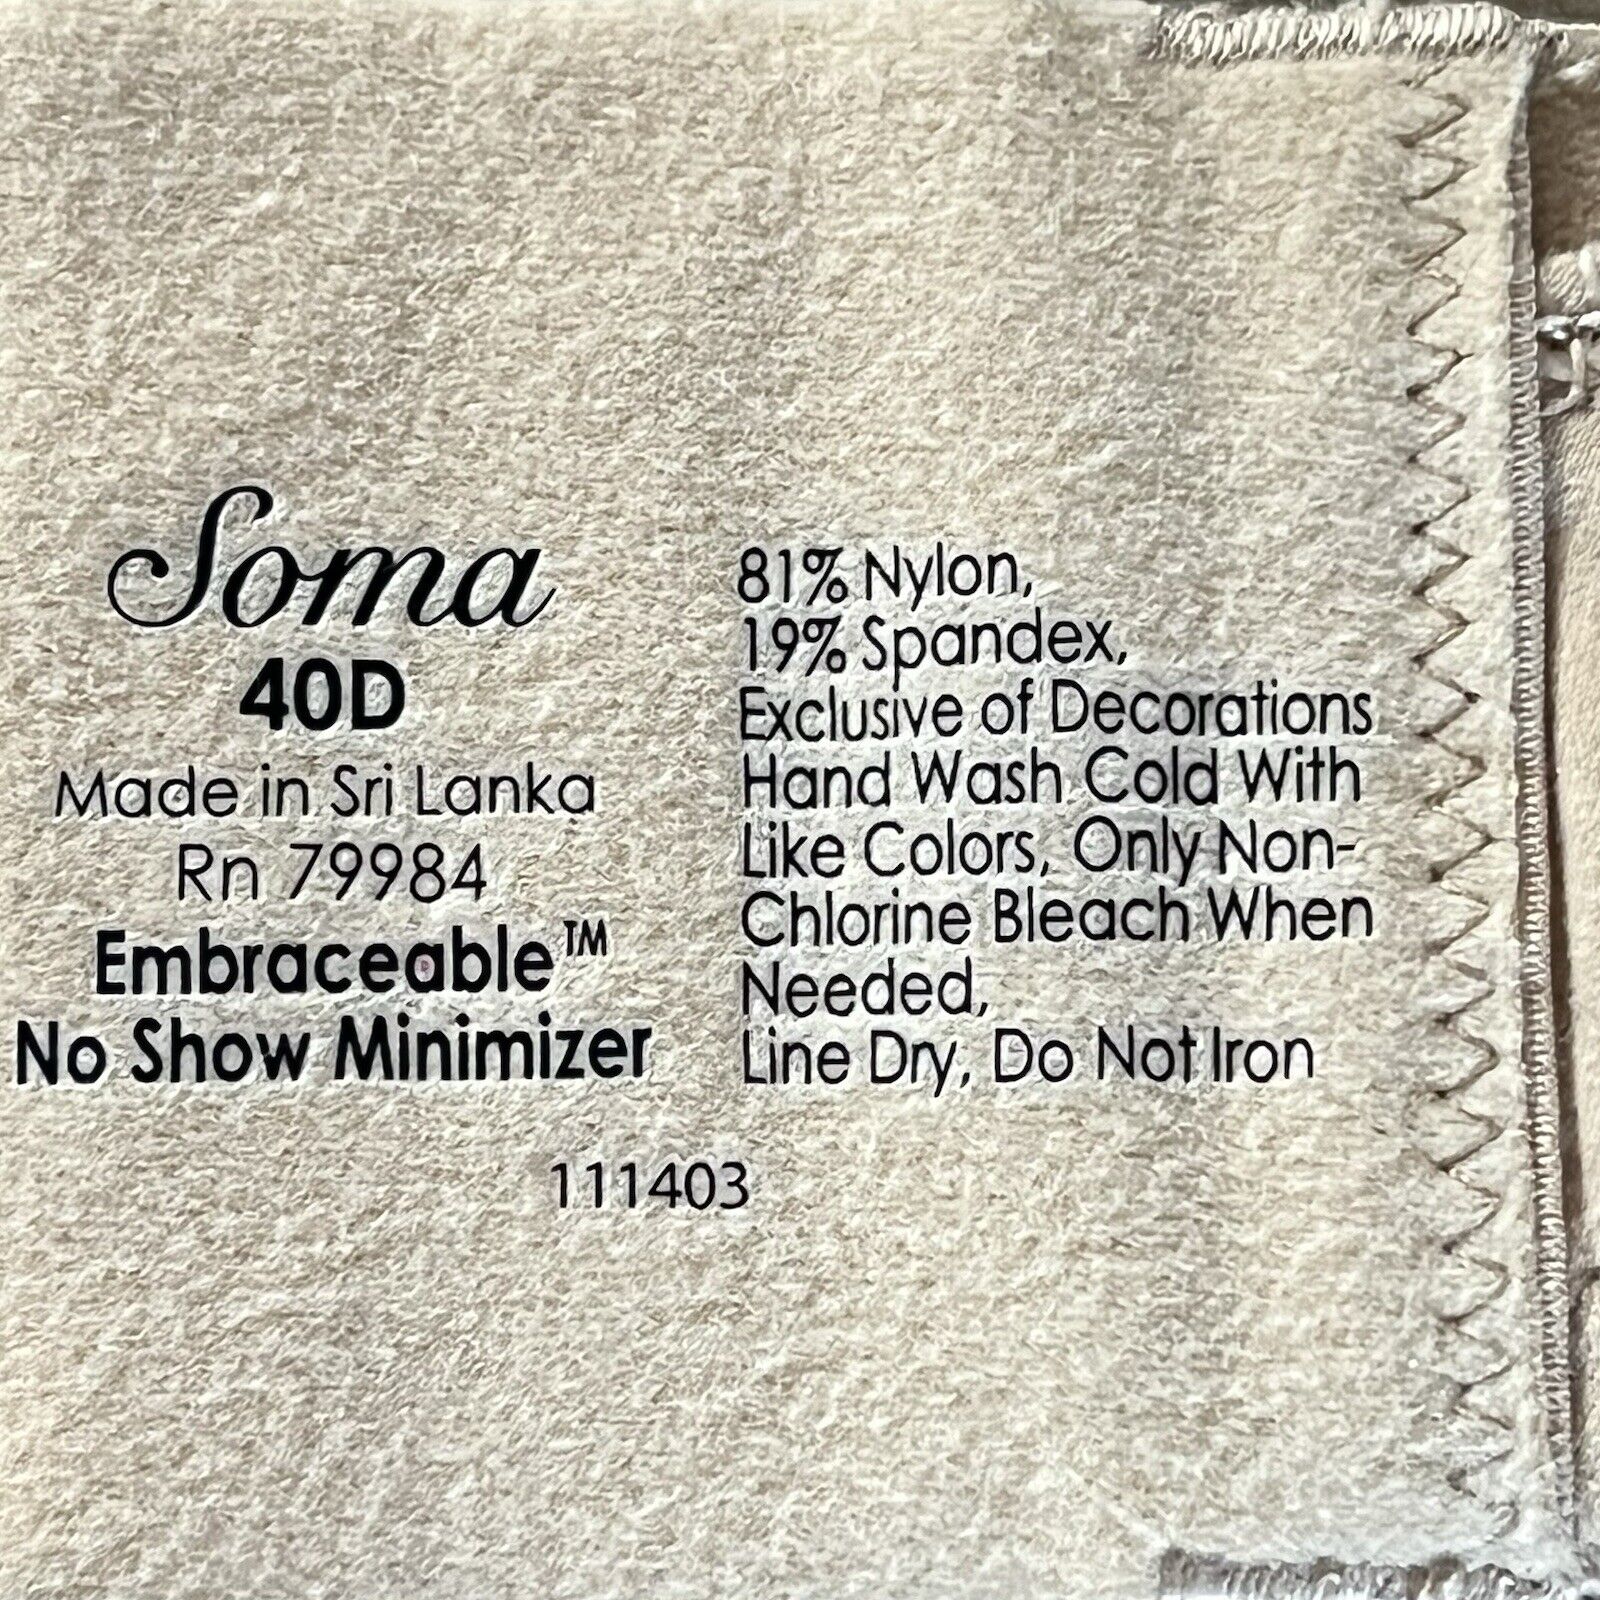 Soma
40D
Made in Sri Lanka
Rn 79984
Embraceable™
No Show Minimizer
81% Nylon,
19% Spandex,
Exclusive of Decorations
Hand Wash Cold With
Like Colors, Only Non-
Chlorine Bleach When
Needed,
Line Dry, Do Not Iron
111403